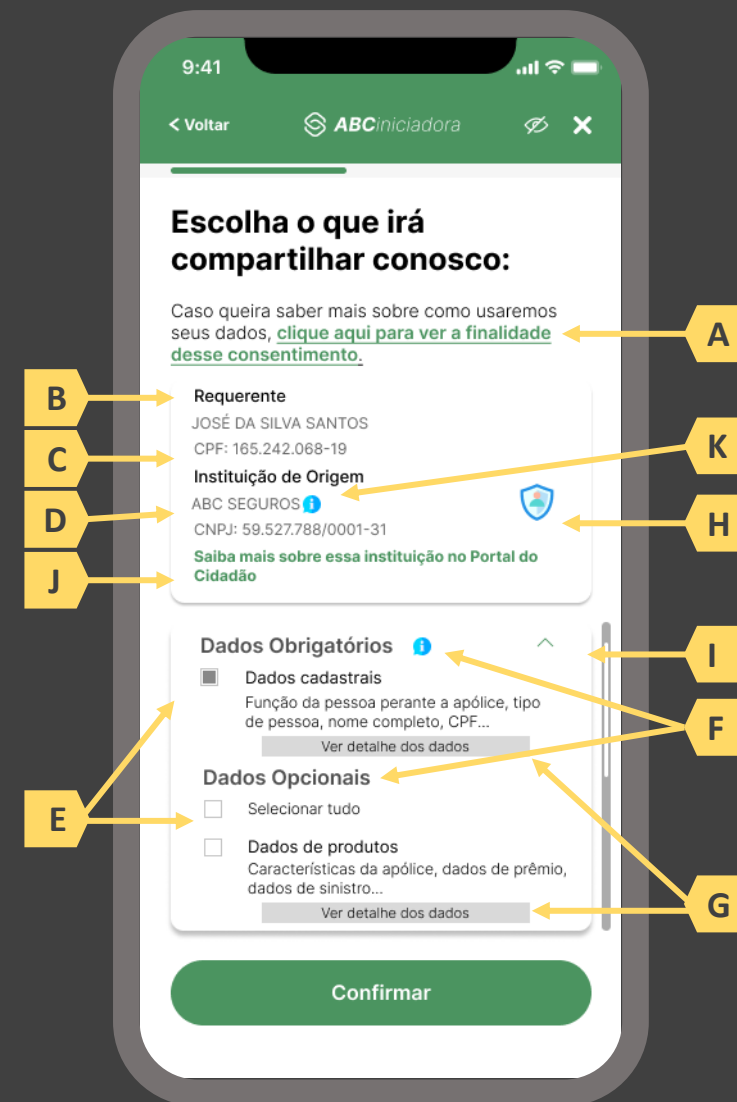 9:41
< Voltar
ABCiniciadora
Escolha o que irá
compartilhar conosco:
Caso queira saber mais sobre como usaremos
seus dados, clique aqui para ver a finalidade
desse consentimento.
A
B
Requerente
JOSÉ DA SILVA SANTOS
C
CPF: 165.242.068-19
K
Instituição de Origem
D
ABC SEGUROS
H
CNPJ: 59.527.788/0001-31
J
Saiba mais sobre essa instituição no Portal do
Cidadão
Dados Obrigatórios
I
Dados cadastrais
Função da pessoa perante a apólice, tipo
de pessoa, nome completo, CPF...
F
Ver detalhe dos dados
Dados Opcionais
E
Selecionar tudo
Dados de produtos
Características da apólice, dados de prêmio,
dados de sinistro...
Ver detalhe dos dados
G
Confirmar